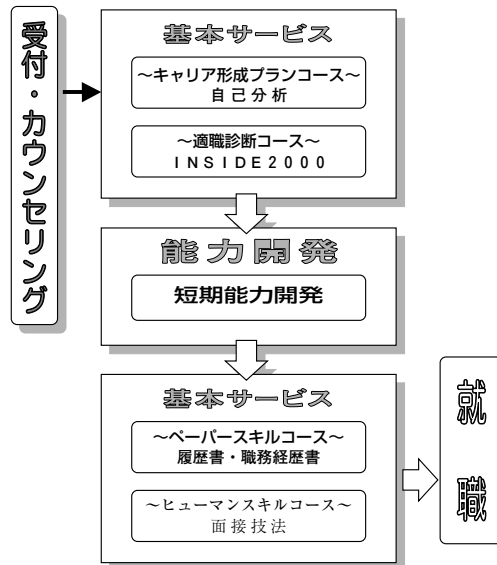 受付・カウンセリング
基本サービス
～キャリア形成プランコース～
自己分析
～適職診断コース～
ＩＮＳＩＤＥ２０００
能力開発
短期能力開発
基本サービス
～ペーパースキルコース～
履歴書・職務経歴書
～ヒューマンスキルコース～
面接技法
就職